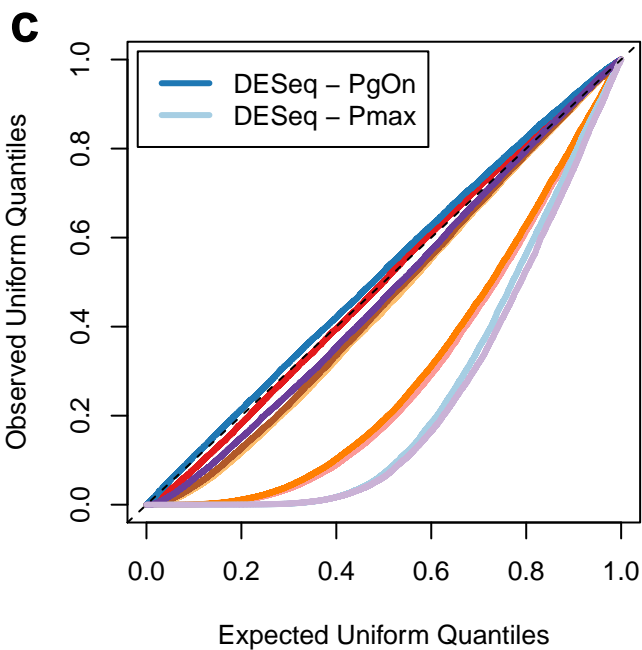 c
DESeq − PgOn
DESeq − Pmax
1.0
0.8
0.6
0.4
0.2
0.0
Observed Uniform Quantiles
0.0 0.2 0.4 0.6 0.8 1.0
Expected Uniform Quantiles